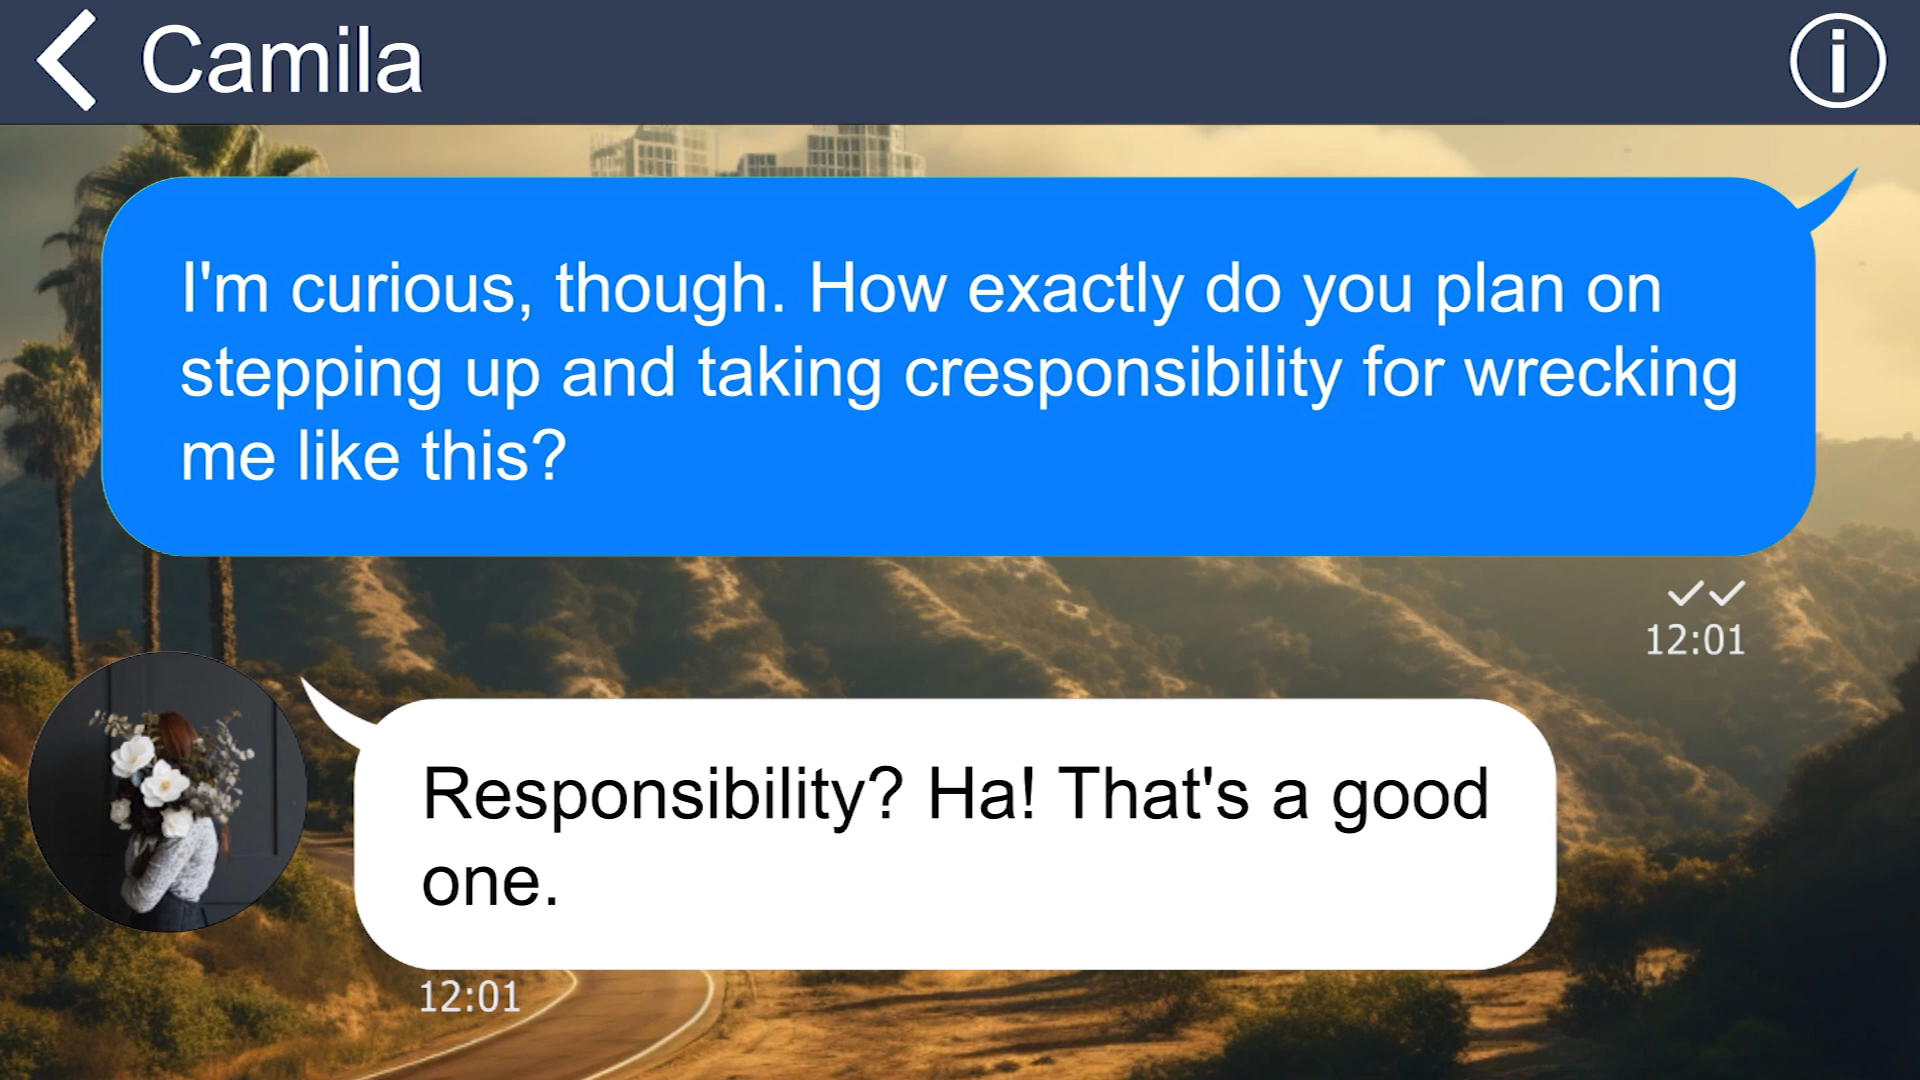 Camila
I'm curious, though. How exactly do you plan on
stepping up and taking cresponsibility for wrecking
me like this?
12:01
Responsibility? Ha! That's a good
one.
12:01